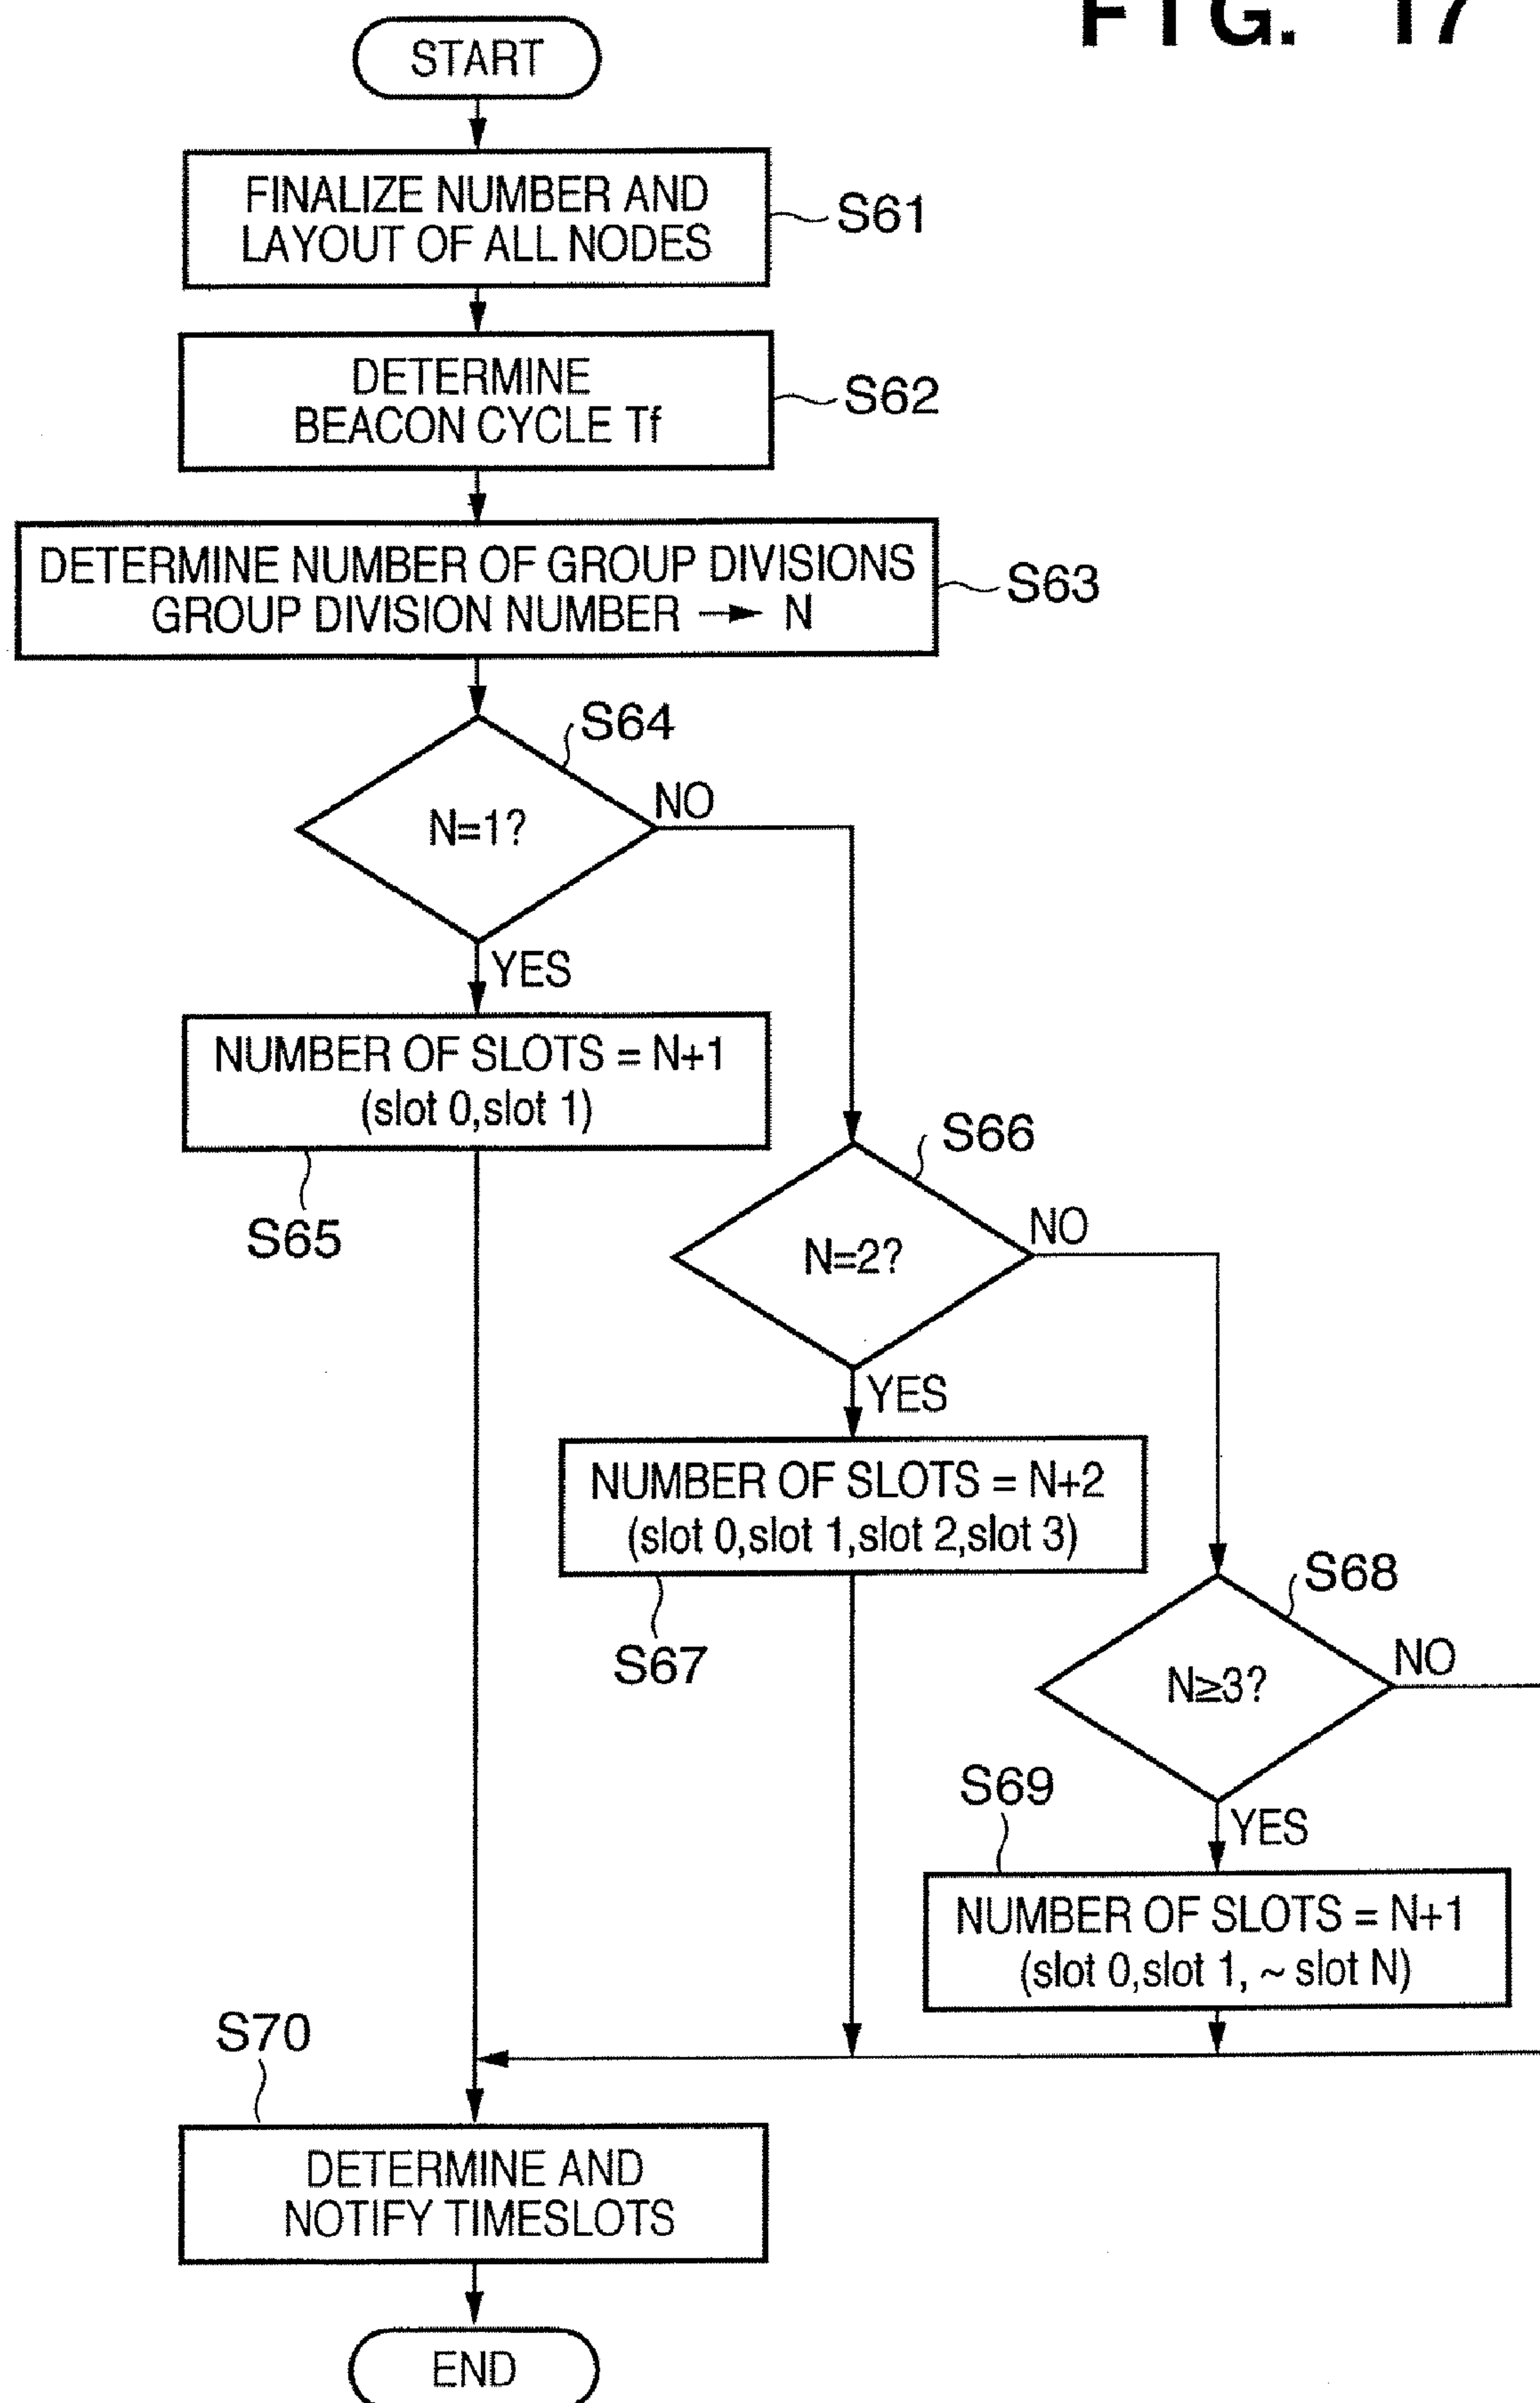 FIG. 17
START
FINALIZE NUMBER AND
LAYOUT OF ALL NODES
S61
DETERMINE
BEACON CYCLE Tf
S62
DETERMINE NUMBER OF GROUP DIVISIONS
GROUP DIVISION NUMBER → N
S63
S64
N=1?
NO
YES
NUMBER OF SLOTS = N+1
(slot 0,slot 1)
S65
S66
N=2?
NO
YES
NUMBER OF SLOTS = N+2
(slot 0,slot 1,slot 2,slot 3)
S67
S68
N≥3?
NO
YES
S69
NUMBER OF SLOTS = N+1
(slot 0,slot 1, ~ slot N)
S70
DETERMINE AND
NOTIFY TIMESLOTS
END